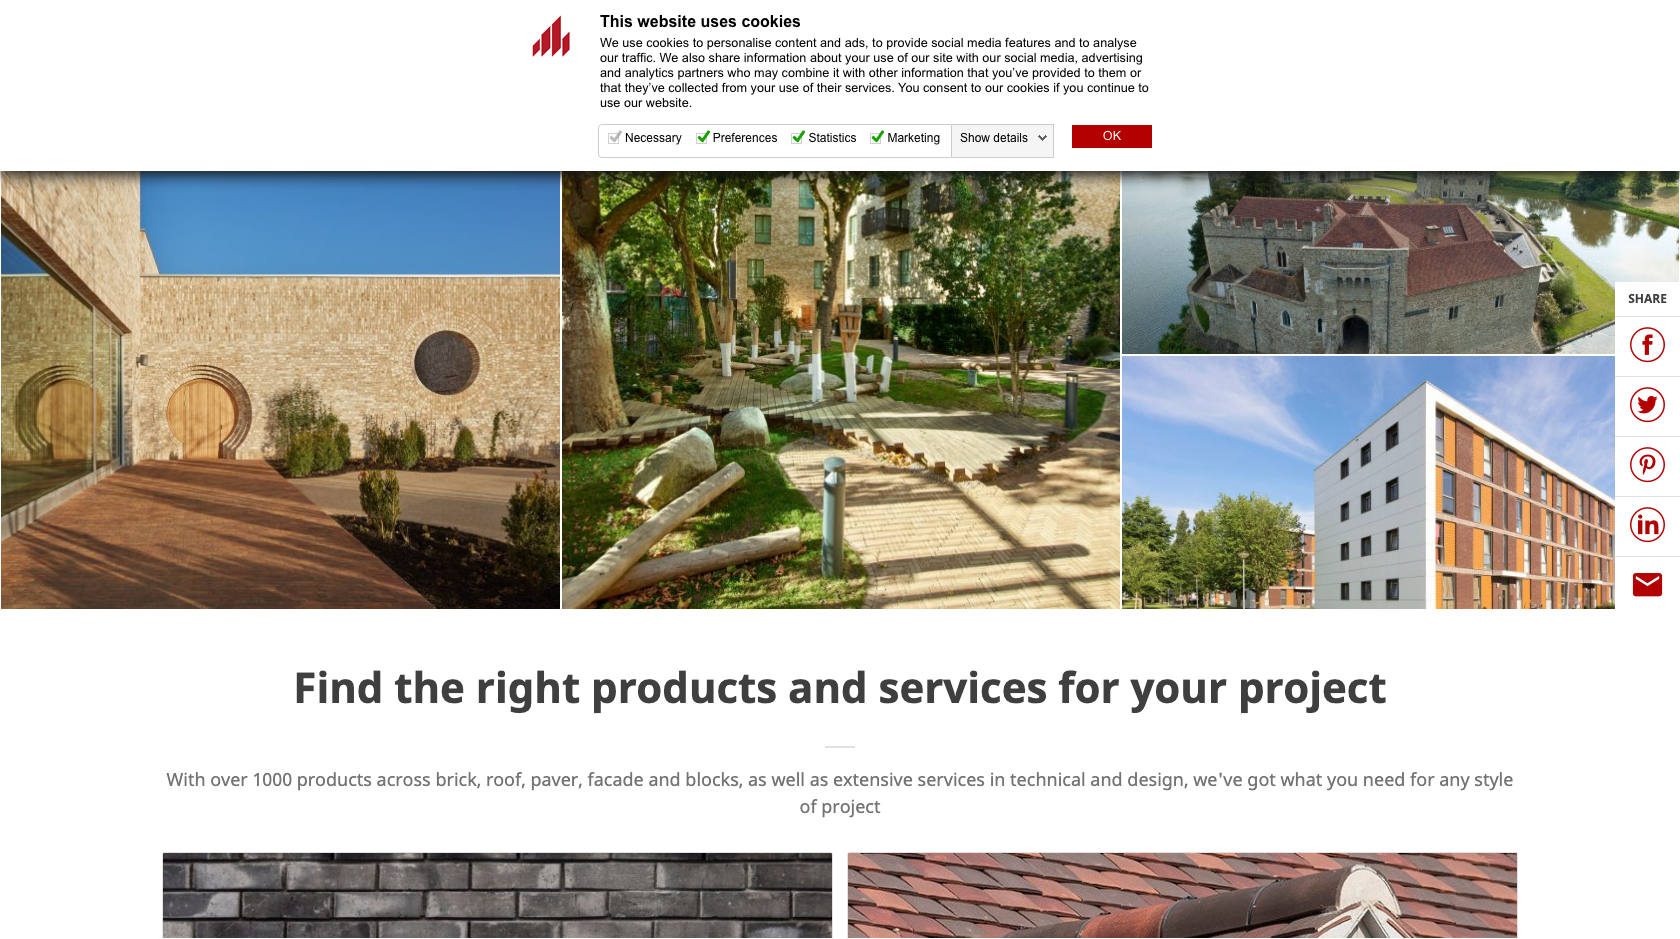 This website uses cookies
We use cookies to personalise content and ads, to provide social media features and to analyse
our traffic. We also share information about your use of our site with our social media, advertising
and analytics partners who may combine it with other information that you've provided to them or
that they've collected from your use of their services. You consent to our cookies if you continue to
use our website.
Necessary Preferences Statistics Marketing Show details OK
SHARE
Find the right products and services for your project
With over 1000 products across brick, roof, paver, facade and blocks, as well as extensive services in technical and design, we've got what you need for any style
of project